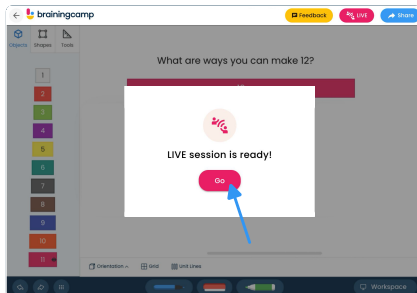 brainingcamp
Feedback
LIVE
Share
Objects
Shapes
Tools
What are ways you can make 12?
1
2
3
4
5
6
7
8
9
10
11
LIVE session is ready!
Go
Orientation
Grid
Unit Lines
Workspace